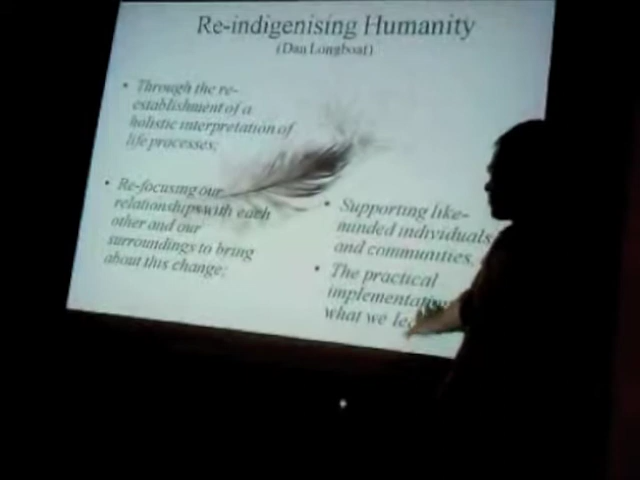 Re-indigenising Humanity
(Dan Longboat)
• Through the re-
establishment of a
holistic interpretation of
life processes;
• Re-focusing our
relationships with each
other and our
surroundings to bring
about this change;
• Supporting like-
minded individuals
and communities.
• The practical
what we